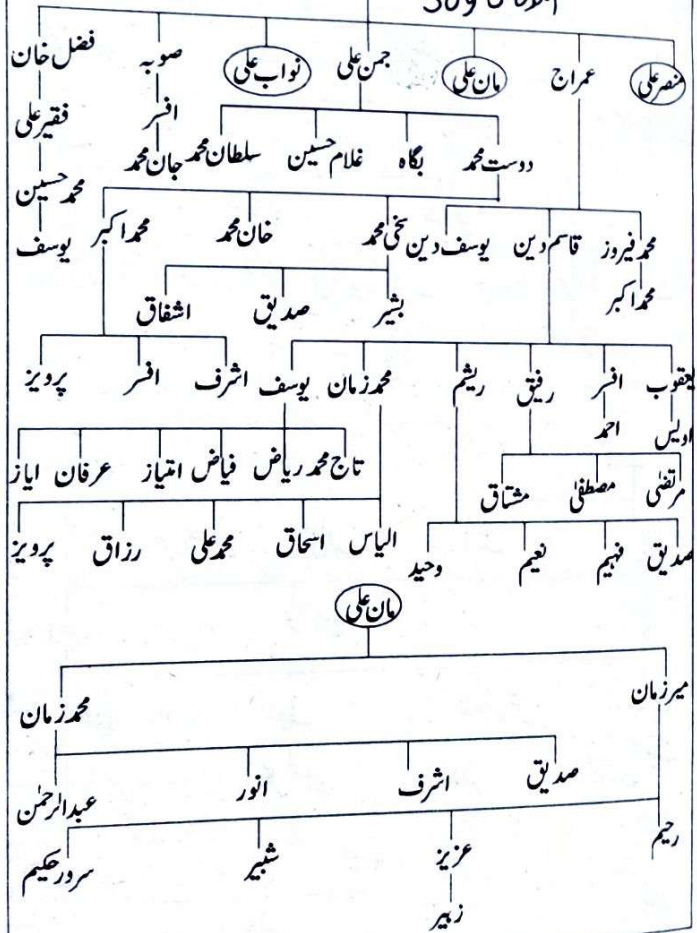 منصر علی عمراج مان علی جمن علی نواب علی صوبہ فضل خان
افسر فقیر علی
دوست محمد بگاہ غلام حسین سلطان محمد جان محمد
محمد حسین
محمد فیروز قاسم دین یوسف دین سخی محمد خان محمد محمد اکبر یوسف
محمد اکبر بشیر صدیق اشفاق
یعقوب افسر رفیق ریشم محمد زمان یوسف اشرف افسر پرویز
اویس احمد
تاج محمد ریاض فیاض امتیاز عرفان ایاز
مرتضیٰ مصطفیٰ مشتاق
صدیق فہیم نعیم وحید الیاس اسحاق محمد علی رزاق پرویز
مان علی
میر زمان محمد زمان
صدیق اشرف انور عبدالرحمٰن
رحیم عزیز شبیر سرور حکیم
زبیر